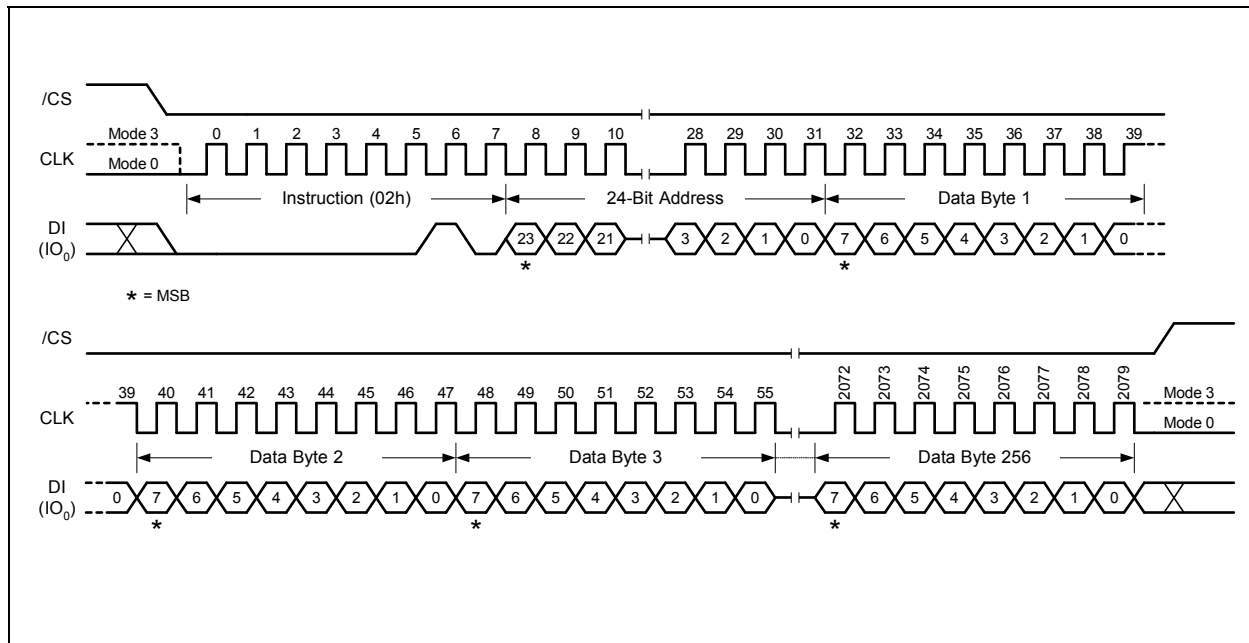 /CS
Mode 3
0 1 2 3 4 5 6 7 8 9 10 28 29 30 31 32 33 34 35 36 37 38 39
CLK
Mode 0
Instruction (02h) 24-Bit Address Data Byte 1
DI
(IO0)
23 22 21 3 2 1 0 7 6 5 4 3 2 1 0
* *
* = MSB
/CS
39 40 41 42 43 44 45 46 47 48 49 50 51 52 53 54 55 2072 2073 2074 2075 2076 2077 2078 2079
Mode 3
CLK
Mode 0
Data Byte 2 Data Byte 3 Data Byte 256
DI
(IO0)
0 7 6 5 4 3 2 1 0 7 6 5 4 3 2 1 0 7 6 5 4 3 2 1 0
* * *